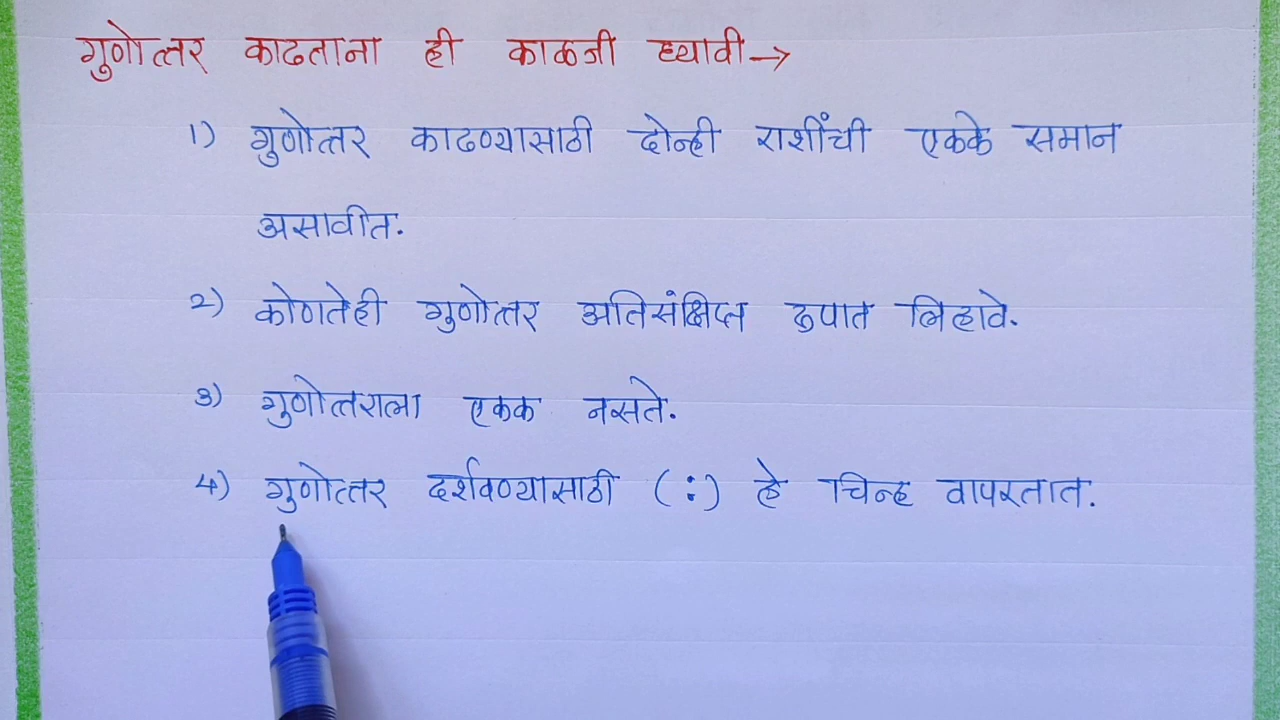 गुणोत्तर काढताना ही काळजी घ्यावी→
1) गुणोत्तर काढण्यासाठी दोन्ही राशींची एकके समान
असावीत.
2) कोणतेही गुणोत्तर अतिसंक्षिप्त रुपात लिहावे.
३) गुणोत्तराला एकक नसते.
4) गुणोत्तर दर्शवण्यासाठी (:) हे चिन्ह वापरतात.